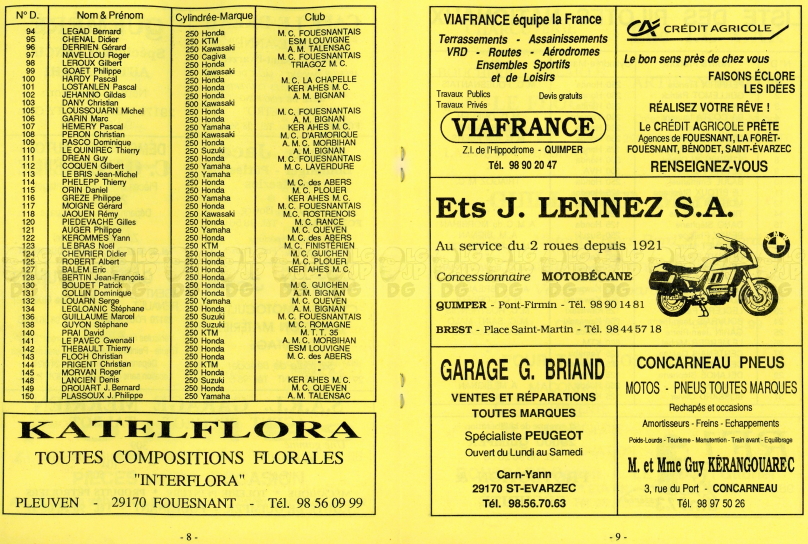 N° D. Nom & Prénom Cylindrée-Marque Club
94 LEGAD Bernard 250 Honda M. C. FOUESNANTAIS
95 CHENAL Didier 250 KTM ESM LOUVIGNE
96 DERRIEN Gérard 250 Kawasaki A. M. TALENSAC
97 NAVELLOU Roger 250 Cagiva M. C. FOUESNANTAIS
98 LEROUX Gilbert 250 Honda TRIAGOZ M. C.
99 GOAET Philippe 250 Kawasaki "
100 HARDY Pascal 250 Honda M. C. LA CHAPELLE
101 LOSTANLEN Pascal 250 Honda KER AHES M. C.
102 JEHANNO Gildas 250 Honda A. M. BIGNAN
103 DANY Christian 500 Kawasaki "
105 LOUSSOUARN Michel 250 Honda M. C. FOUESNANTAIS
106 GARIN Marc 250 Honda A. M. BIGNAN
107 HEMERY Pascal 250 Yamaha KER AHES M. C.
108 PERON Christian 250 Kawasaki M. C. D'ARMORIQUE
109 PASCO Dominique 250 Honda A. M. C. MORBIHAN
110 LE QUINIREC Thierry 250 Suzuki A. M. BIGNAN
111 DREAN Guy 250 Honda M. C. FOUESNANTAIS
112 COQUEN Gilbert 250 Yamaha M. C. LAVERDURE
113 LE BRIS Jean-Michel 250 Yamaha "
114 PHELEPP Thierry 250 Honda M. C. des ABERS
115 ORIN Daniel 250 Honda M. C. PLOUER
116 GREZE Philippe 250 Yamaha "
117 MOIGNE Gérard 250 Honda M. C. FOUESNANTAIS
118 JAOUEN Rémy 250 Kawasaki M. C. ROSTRENOIS
120 PIEDEVACHE Gilles 250 Honda M. C. RANCE
121 AUGER Philippe 250 Yamaha M. C. QUEVEN
122 KEROMMES Yann 250 Honda M. C. des ABERS
123 LE BRAS Noël 250 KTM M. C. FINISTÉRIEN
124 CHEVRIER Didier 250 Honda M. C. GUICHEN
125 ROBERT Albert 250 Honda M. C. PLOUER
127 BALEM Eric 250 Honda KER AHES M. C.
128 BERTIN Jean-François 250 Honda "
130 BOUDET Patrick 250 Honda M. C. GUICHEN
131 COLLIN Dominique 250 Honda A. M. BIGNAN
132 LOUARN Serge 250 Yamaha M. C. QUEVEN
134 LEGLOANIC Stéphane 250 Honda A. M. BIGNAN
136 GUILLAUME Marcel 250 Suzuki M. C. FOUESNANTAIS
138 GUYON Stéphane 250 Suzuki M. C. ROMAGNE
140 PRAI David 250 KTM M. T. T. 35
141 LE PAVEC Gwenaël 250 Honda A. M. C. MORBIHAN
142 THEBAULT Thierry 250 Honda ESM LOUVIGNE
143 FLOCH Christian 250 Honda M. C. des ABERS
144 PRIGENT Christian 250 KTM "
145 MORVAN Roger 250 Honda "
148 LANCIEN Denis 250 Suzuki KER AHES M. C.
149 DROUART J. Bernard 250 Honda M. C. QUEVEN
150 PLASSOUX J. Philippe 250 Yamaha A. M. TALENSAC
KATELFLORA
TOUTES COMPOSITIONS FLORALES
"INTERFLORA"
PLEUVEN - 29170 FOUESNANT - Tél. 98 56 09 99
- 8 -
VIAFRANCE équipe la France
Terrassements - Assainissements
VRD - Routes - Aérodromes
Ensembles Sportifs
et de Loisirs
Travaux Publics
Travaux Privés
Devis gratuits
VIAFRANCE
Z.I. de l'Hippodrome - QUIMPER
Tél. 98 90 20 47
CA CRÉDIT AGRICOLE
Le bon sens près de chez vous
FAISONS ÉCLORE
LES IDÉES
RÉALISEZ VOTRE RÊVE !
Le CRÉDIT AGRICOLE PRÊTE
Agences de FOUESNANT, LA FORÊT-
FOUESNANT, BÉNODET, SAINT-ÉVARZEC
RENSEIGNEZ-VOUS
Ets J. LENNEZ S.A.
Au service du 2 roues depuis 1921
Concessionnaire MOTOBÉCANE
QUIMPER - Pont-Firmin - Tél. 98 90 14 81
BREST - Place Saint-Martin - Tél. 98 44 57 18
GARAGE G. BRIAND
VENTES ET RÉPARATIONS
TOUTES MARQUES
Spécialiste PEUGEOT
Ouvert du Lundi au Samedi
Carn-Yann
29170 ST-EVARZEC
Tél. 98.56.70.63
CONCARNEAU PNEUS
MOTOS - PNEUS TOUTES MARQUES
Rechapés et occasions
Amortisseurs - Freins - Echappements
Poids-Lourds - Tourisme - Manutention - Train avant - Equilibrage
M. et Mme Guy KÉRANGOUAREC
3, rue du Port - CONCARNEAU
Tél. 98 97 50 26
- 9 -